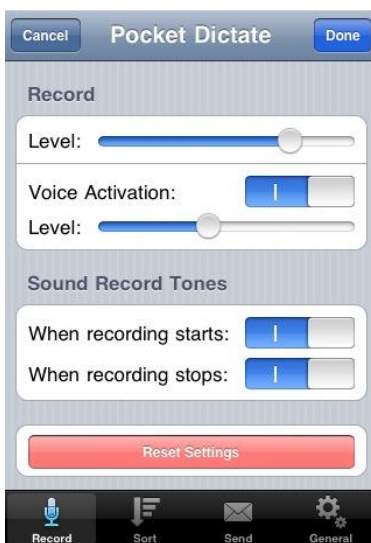 Cancel Pocket Dictate Done
Record
Level:
Voice Activation:
Level:
Sound Record Tones
When recording starts:
When recording stops:
Reset Settings
Record Sort Send General